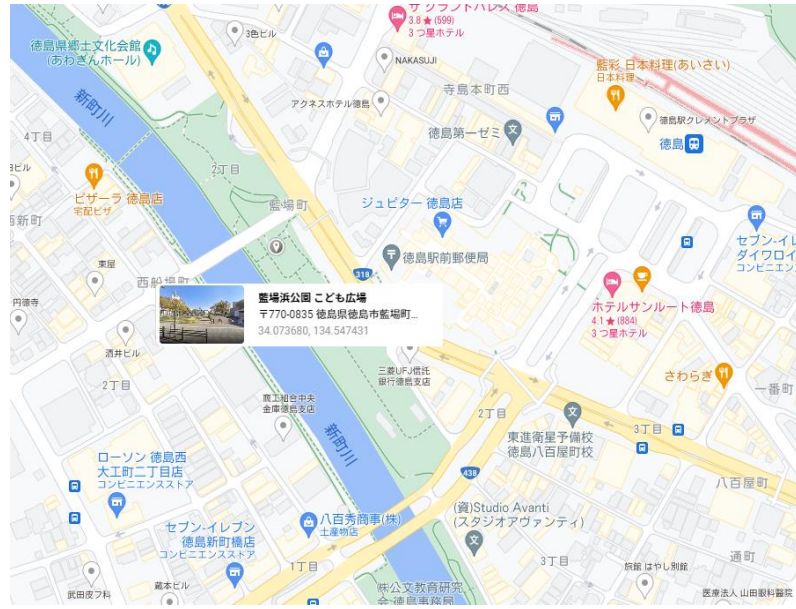 ザ グランドパレス 徳島
3.8★(599)
3 つ星ホテル
3色ビル
徳島県郷土文化会館
(あわぎんホール)
NAKASUJI
藍彩 日本料理(あいさい)
日本料理
寺島本町西
アクネスホテル徳島
新町川
徳島駅クレメントプラザ
徳島第一ゼミ
徳島
4丁目
2丁目
ピザーラ 徳島店
宅配ピザ
藍場町
ジュピター 徳島店
セブン-イレ
ダイワロイ
コンビニエン
東屋
徳島駅前郵便局
西船場町
318
円徳寺
藍場浜公園 こども広場
〒770-0835 徳島県徳島市藍場町...
34.073680, 134.547431
ホテルサンルート徳島
4.1★(884)
3 つ星ホテル
酒井ビル
三菱UFJ信託
銀行徳島支店
さわらぎ
一番町
2丁目
商工組合中央
金庫徳島支店
2丁目
3丁目
新町川
東進衛星予備校
徳島八百屋町校
ローソン 徳島西
大工町二丁目店
コンビニエンスストア
438
八百屋町
セブン-イレブン
徳島新町橋店
コンビニエンスストア
八百秀商事(株)
土産物店
(資)Studio Avanti
(スタジオアヴァンティ)
通町
1丁目
3丁目
旅館 はやし別館
武田皮フ科
蔵本ビル
㈱公文教育研究
会 徳島事務局
医療法人 山田眼科醫院